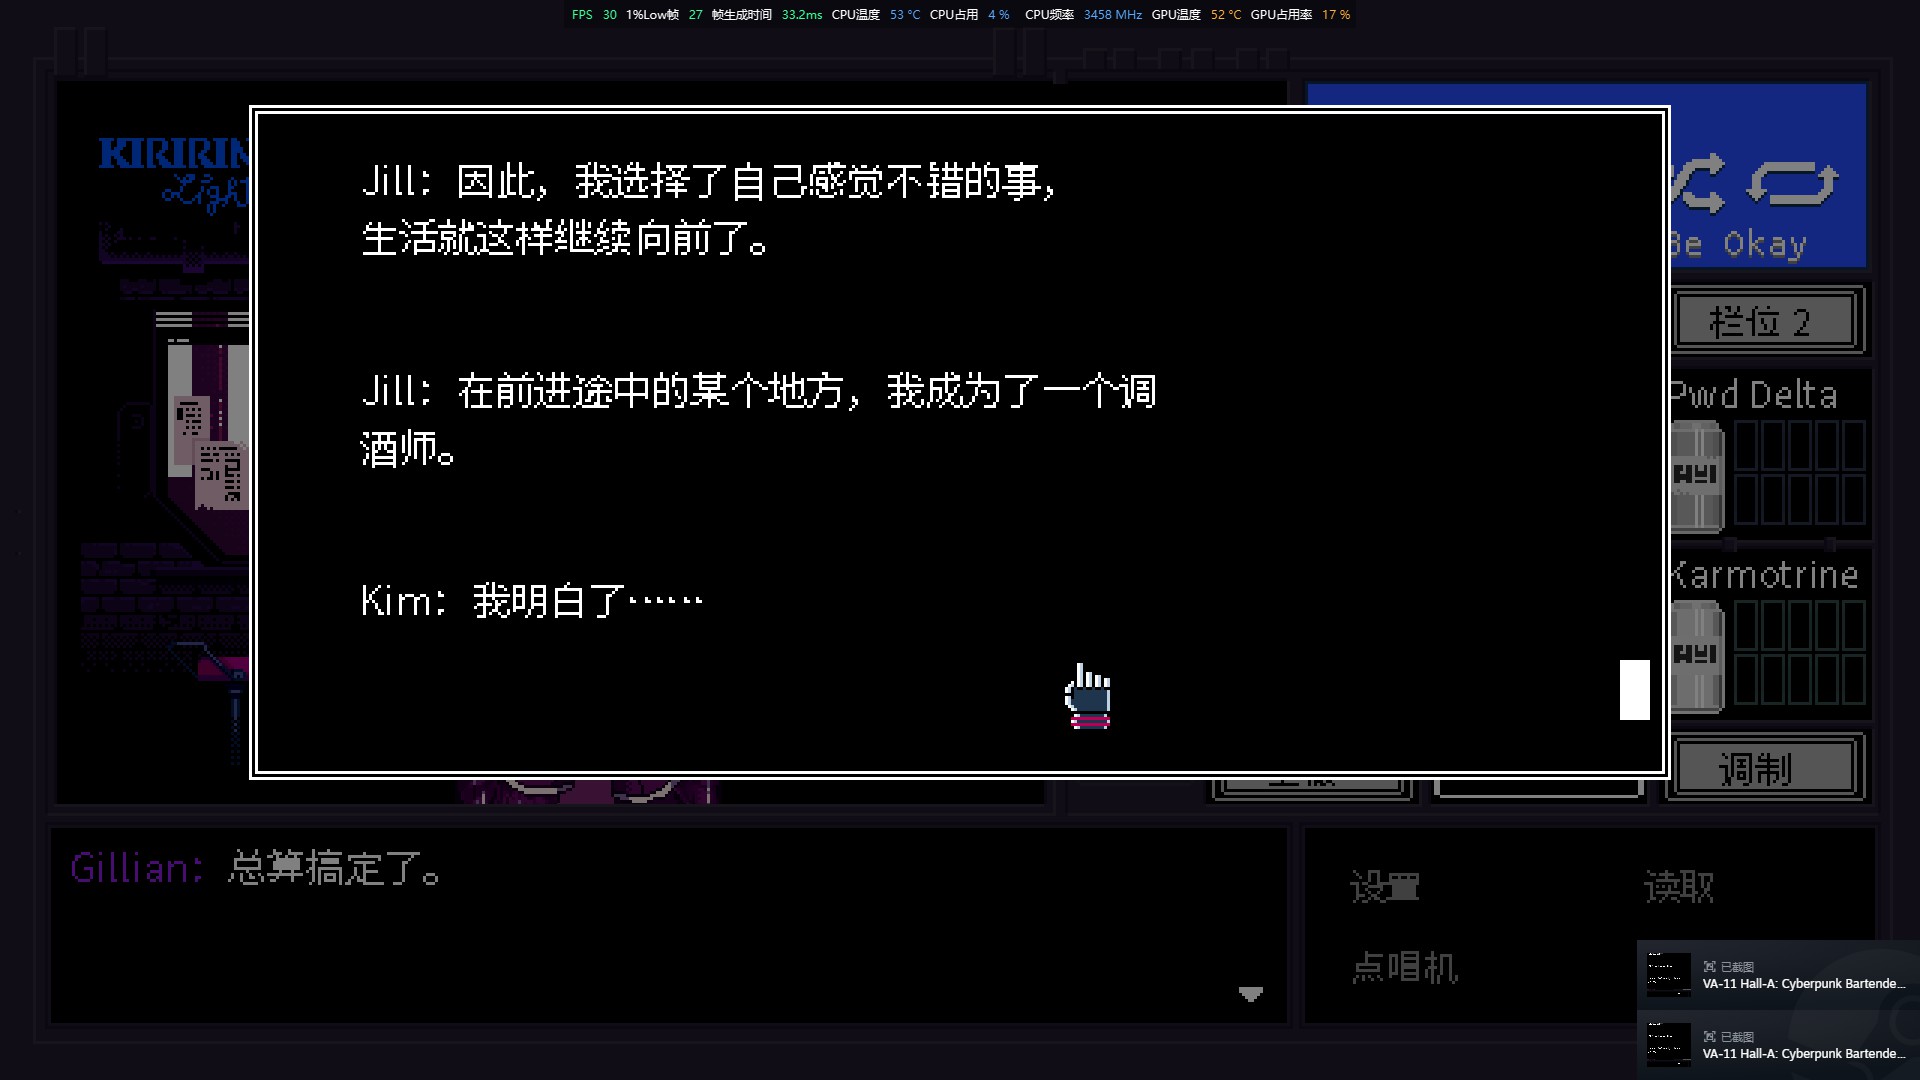 FPS 30 1%Low帧 27 帧生成时间 33.2ms CPU温度 53 °C CPU占用 4 % CPU频率 3458 MHz GPU温度 52 °C GPU占用率 17 %
KIRIRIN
Light
Jill: 因此，我选择了自己感觉不错的事，
生活就这样继续向前了。
Jill: 在前进途中的某个地方，我成为了一个调
酒师。
Kim: 我明白了……
Be Okay
栏位 2
Pwd Delta
Karmotrine
调制
Gillian: 总算搞定了。
设置
读取
点唱机
已截图
VA-11 Hall-A: Cyberpunk Bartende...
已截图
VA-11 Hall-A: Cyberpunk Bartende...